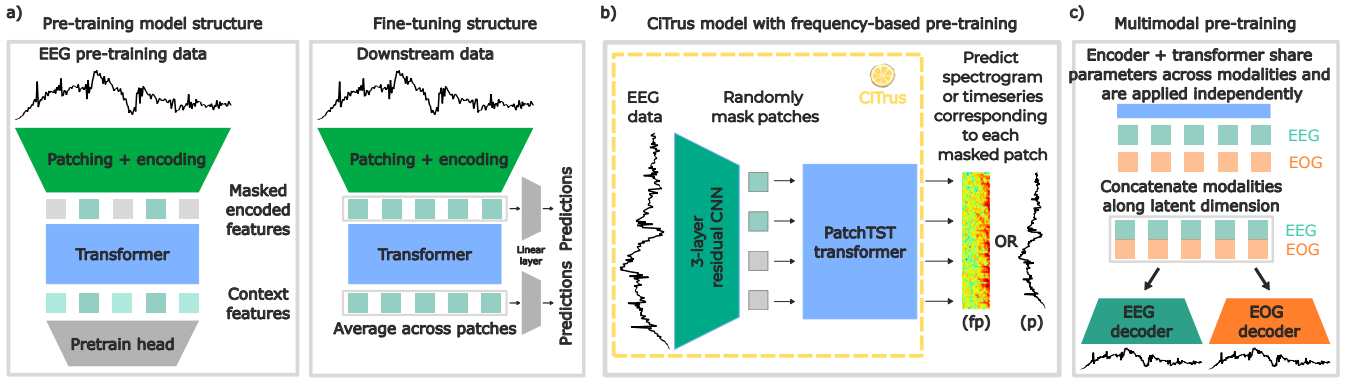 a)
Pre-training model structure
EEG pre-training data
Patching + encoding
Masked
encoded
features
Transformer
Context
features
Pretrain head
Fine-tuning structure
Downstream data
Patching + encoding
Predictions
Linear
layer
Transformer
Predictions
Average across patches
b)
CiTrus model with frequency-based pre-training
CiTrus
EEG
data
Randomly
mask patches
Predict
spectrogram
or timeseries
corresponding
to each
masked patch
3-layer
residual CNN
PatchTST
transformer
OR
(fp)
(p)
c)
Multimodal pre-training
Encoder + transformer share
parameters across modalities and
are applied independently
EEG
EOG
Concatenate modalities
along latent dimension
EEG
EOG
EEG
decoder
EOG
decoder